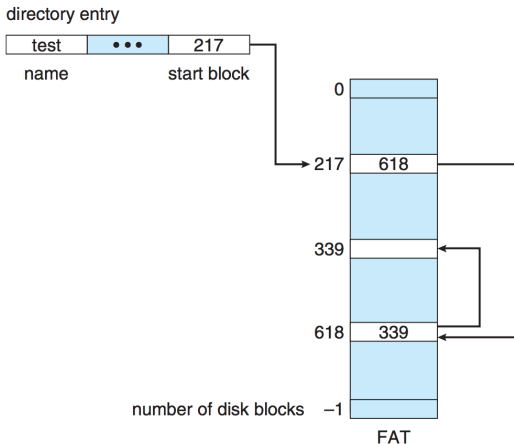 directory entry
test ••• 217
name start block
0
217 618
339
618 339
number of disk blocks –1
FAT